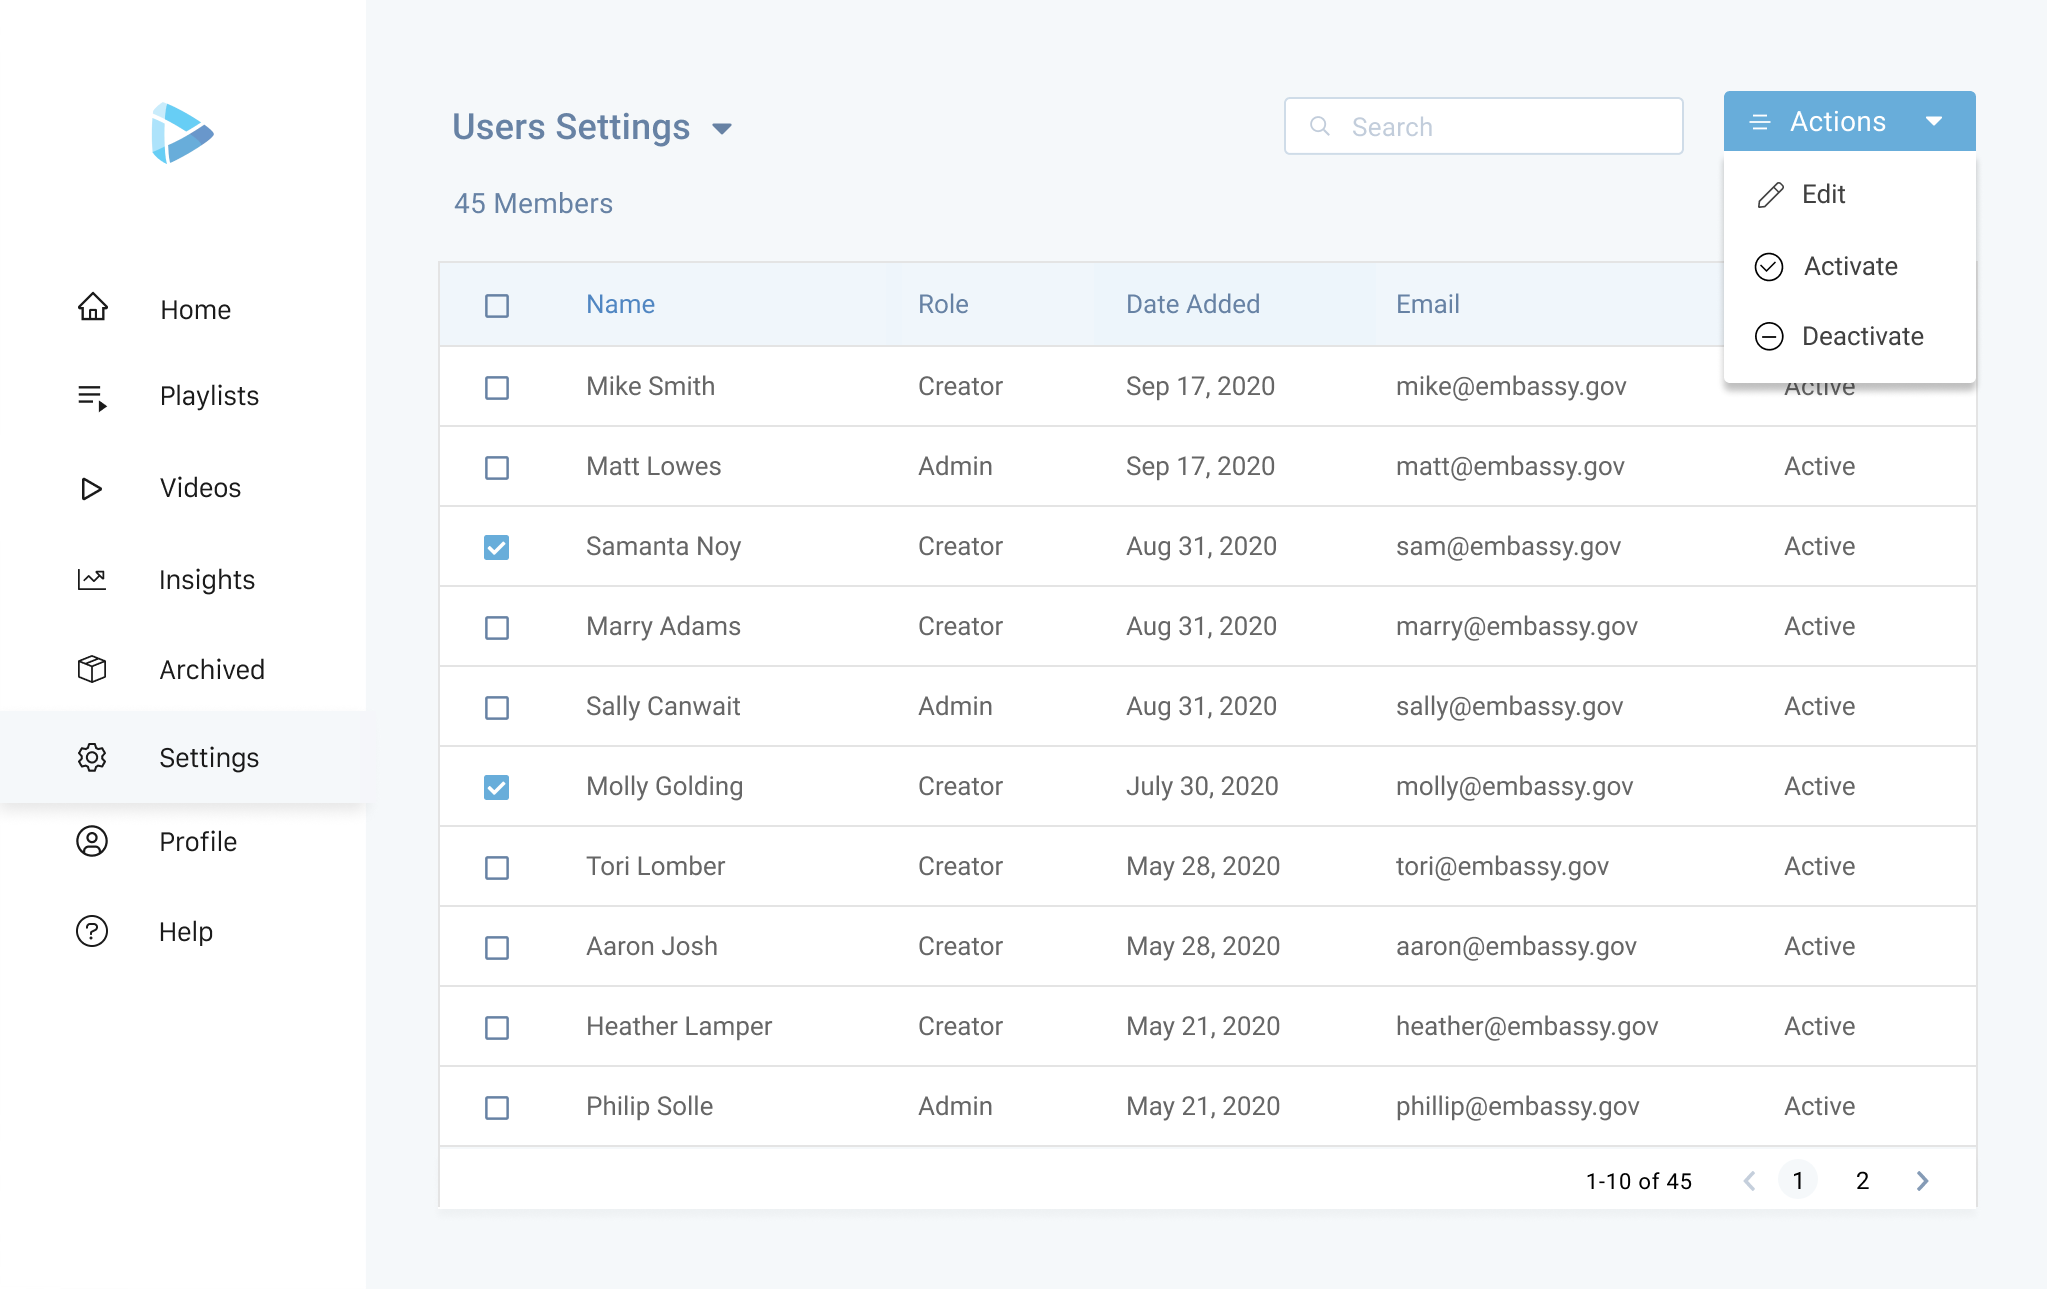 Users Settings
Search
Actions
45 Members
Edit
Activate
Deactivate
Home
Playlists
Videos
Insights
Archived
Settings
Profile
Help
Name Role Date Added Email
Mike Smith Creator Sep 17, 2020 mike@embassy.gov Active
Matt Lowes Admin Sep 17, 2020 matt@embassy.gov Active
Samanta Noy Creator Aug 31, 2020 sam@embassy.gov Active
Marry Adams Creator Aug 31, 2020 marry@embassy.gov Active
Sally Canwait Admin Aug 31, 2020 sally@embassy.gov Active
Molly Golding Creator July 30, 2020 molly@embassy.gov Active
Tori Lomber Creator May 28, 2020 tori@embassy.gov Active
Aaron Josh Creator May 28, 2020 aaron@embassy.gov Active
Heather Lamper Creator May 21, 2020 heather@embassy.gov Active
Philip Solle Admin May 21, 2020 phillip@embassy.gov Active
1-10 of 45 1 2